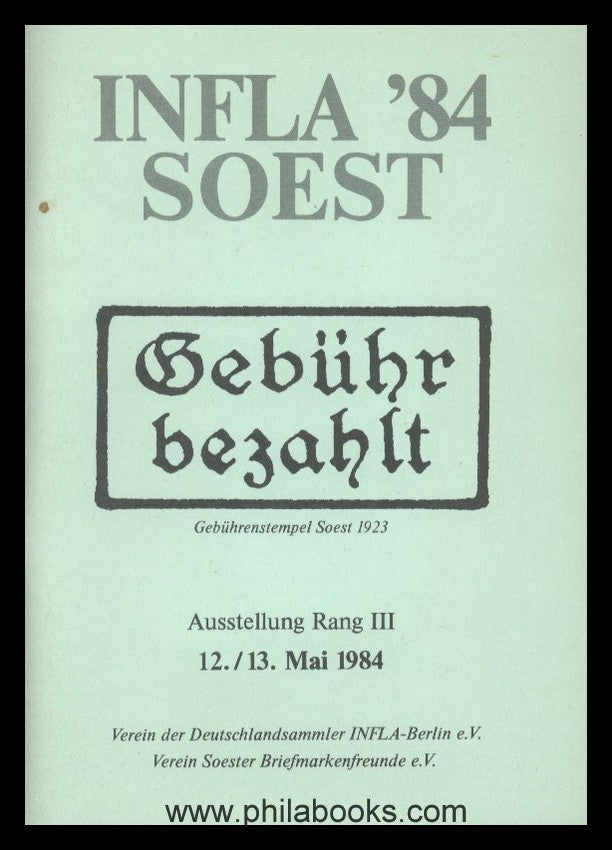 INFLA ’84
SOEST
Gebühr
bezahlt
Gebührenstempel Soest 1923
Ausstellung Rang III
12./13. Mai 1984
Verein der Deutschlandsammler INFLA-Berlin e.V.
Verein Soester Briefmarkenfreunde e.V.
www.philabooks.com